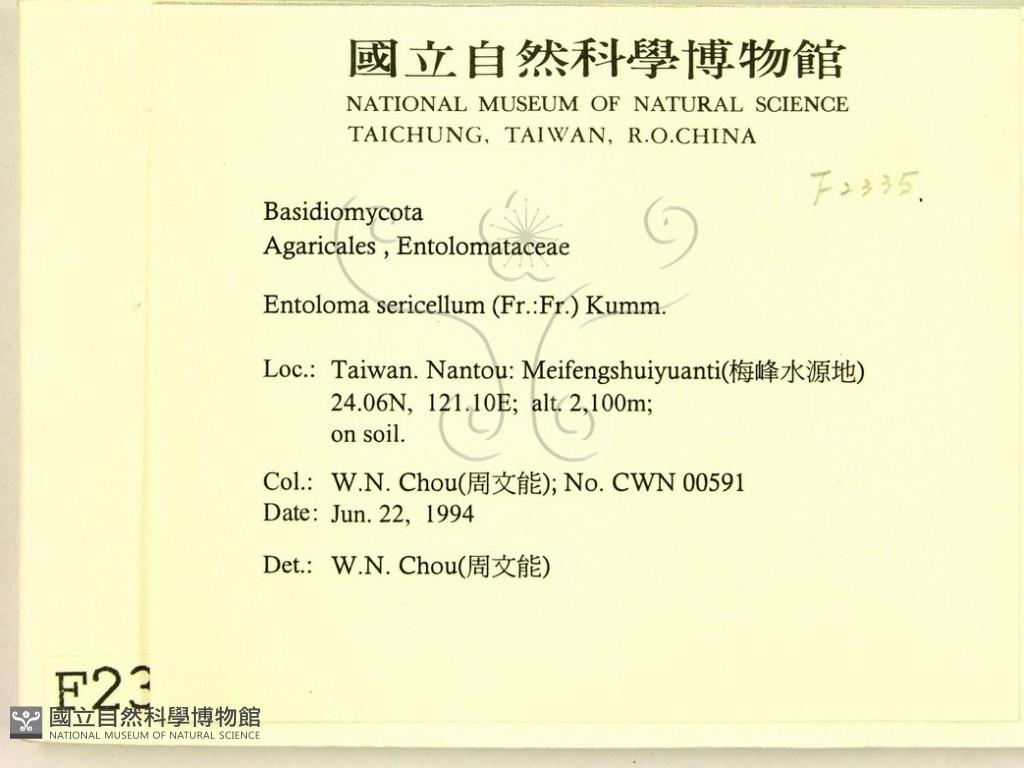 國立自然科學博物館
NATIONAL MUSEUM OF NATURAL SCIENCE
TAICHUNG, TAIWAN, R.O.CHINA
F2335.
Basidiomycota
Agaricales , Entolomataceae
Entoloma sericellum (Fr.:Fr.) Kumm.
Loc.: Taiwan. Nantou: Meifengshuiyuanti(梅峰水源地)
24.06N, 121.10E; alt. 2,100m;
on soil.
Col.: W.N. Chou(周文能); No. CWN 00591
Date: Jun. 22, 1994
Det.: W.N. Chou(周文能)
F23
國立自然科學博物館
NATIONAL MUSEUM OF NATURAL SCIENCE